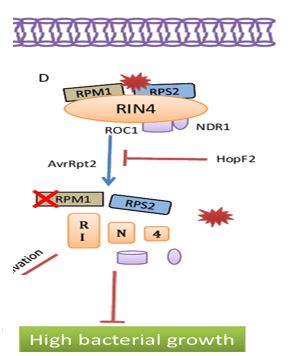 D
RPM1 RPS2
RIN4
ROC1 NDR1
AvrRpt2 HopF2
RPM1 RPS2
R
I N 4
vation
High bacterial growth